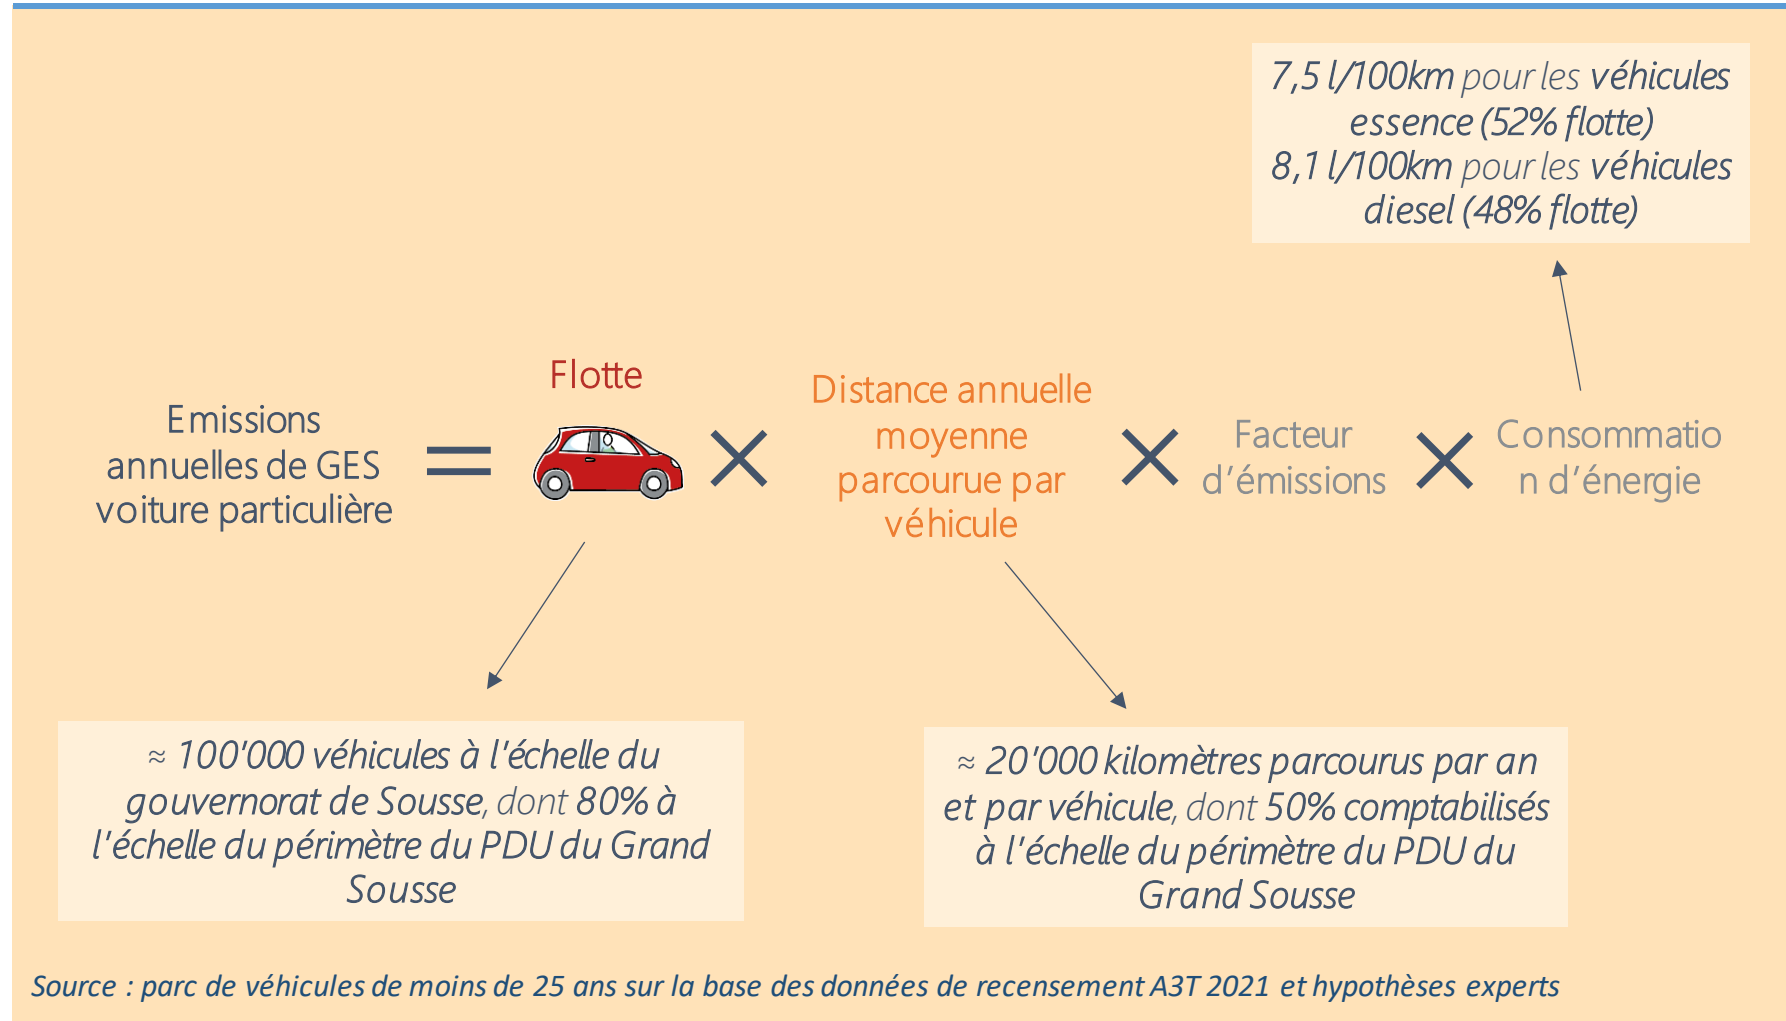 7,5 l/100km pour les véhicules
essence (52% flotte)
8,1 l/100km pour les véhicules
diesel (48% flotte)
Emissions
annuelles de GES
voiture particulière
=
Flotte
×
Distance annuelle
moyenne
parcourue par
véhicule
×
Facteur
d’émissions
×
Consommatio
n d’énergie
≈ 100'000 véhicules à l'échelle du
gouvernorat de Sousse, dont 80% à
l'échelle du périmètre du PDU du Grand
Sousse
≈ 20'000 kilomètres parcourus par an
et par véhicule, dont 50% comptabilisés
à l'échelle du périmètre du PDU du
Grand Sousse
Source : parc de véhicules de moins de 25 ans sur la base des données de recensement A3T 2021 et hypothèses experts